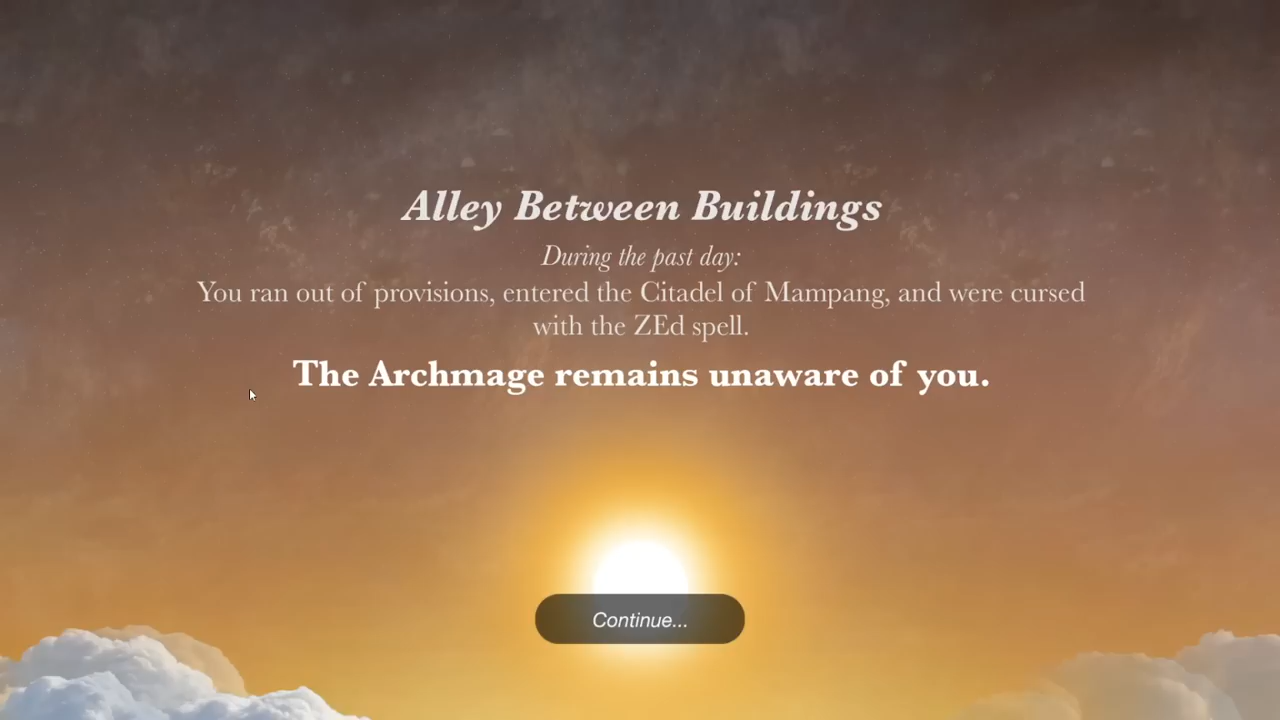 Alley Between Buildings
During the past day:
You ran out of provisions, entered the Citadel of Mampang, and were cursed
with the ZEd spell.
The Archmage remains unaware of you.
Continue...